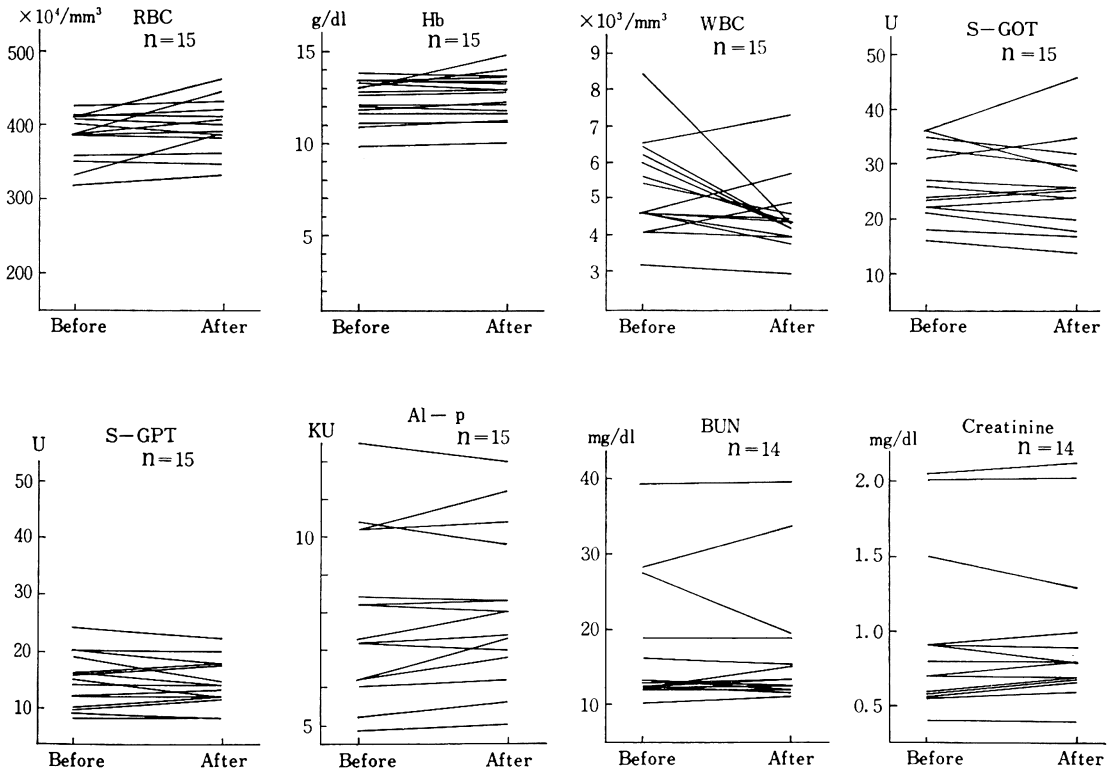 ×10⁴/mm³ RBC
n=15
500
400
300
200
Before After
g/dl Hb
n=15
15
10
5
Before After
×10³/mm³ WBC
n=15
9
8
7
6
5
4
3
Before After
U S-GOT
n=15
50
40
30
20
10
Before After
U S-GPT
n=15
50
40
30
20
10
Before After
KU Al-p
n=15
10
5
Before After
mg/dl BUN
n=14
40
30
20
10
Before After
mg/dl Creatinine
n=14
2.0
1.5
1.0
0.5
Before After